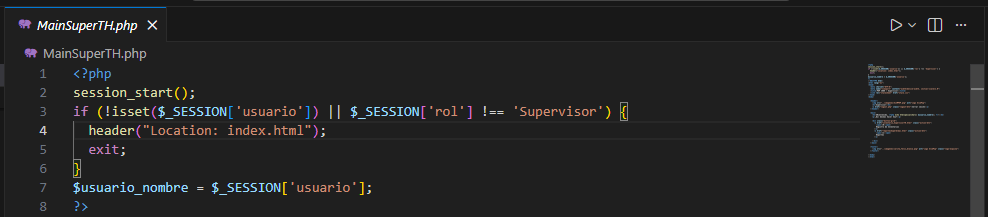 MainSuperTH.php
MainSuperTH.php
1 <?php
2 session_start();
3 if (!isset($_SESSION['usuario']) || $_SESSION['rol'] !== 'Supervisor') {
4 header("Location: index.html");
5 exit;
6 }
7 $usuario_nombre = $_SESSION['usuario'];
8 ?>